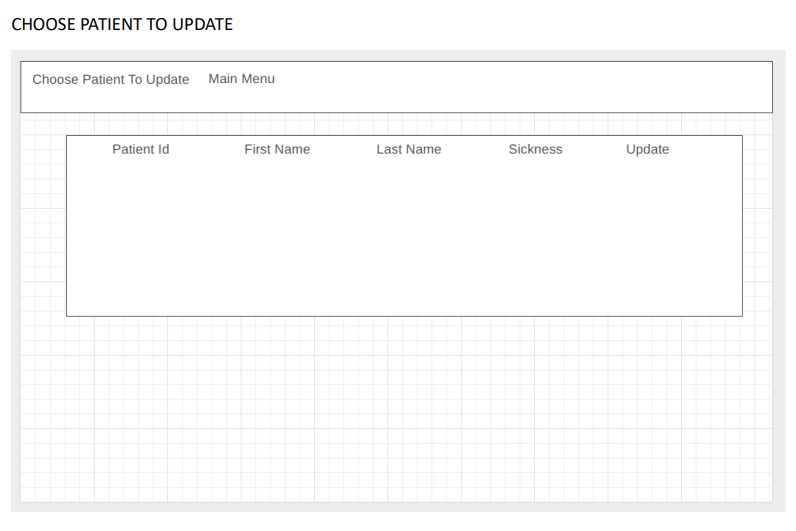 CHOOSE PATIENT TO UPDATE
Choose Patient To Update Main Menu
Patient Id First Name Last Name Sickness Update